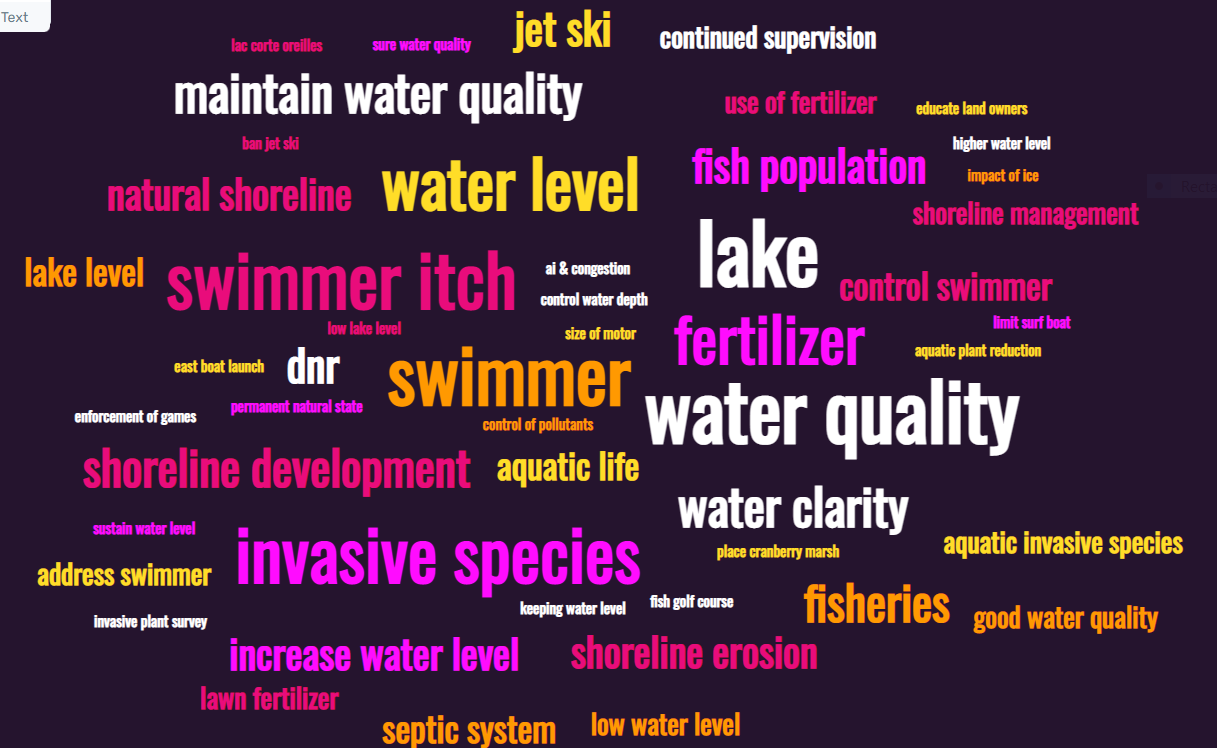 Text
jet ski
lac corte oreilles
sure water quality
continued supervision
maintain water quality
use of fertilizer
educate land owners
ban jet ski
higher water level
fish population
impact of ice
natural shoreline
water level
shoreline management
lake
lake level
swimmer itch
ai & congestion
control swimmer
control water depth
low lake level
size of motor
limit surf boat
fertilizer
aquatic plant reduction
east boat launch
dnr
swimmer
permanent natural state
enforcement of games
water quality
control of pollutants
shoreline development
aquatic life
water clarity
sustain water level
invasive species
place cranberry marsh
aquatic invasive species
address swimmer
keeping water level
fish golf course
fisheries
good water quality
invasive plant survey
increase water level
shoreline erosion
lawn fertilizer
septic system
low water level